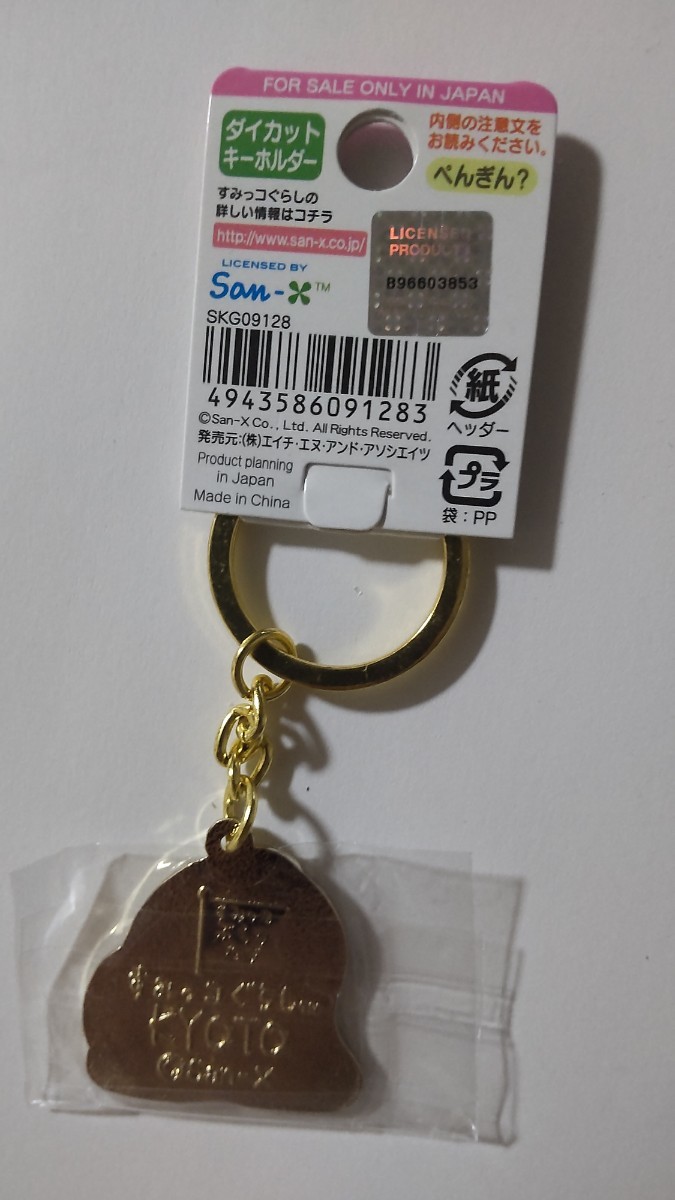 FOR SALE ONLY IN JAPAN
ダイカット
キーホルダー
内側の注意文を
お読みください。
ぺんぎん?
すみっコぐらしの
詳しい情報はコチラ
http://www.san-x.co.jp/
LICENSED BY
San-X™
LICENSED
PRODUCT
B96603853
SKG09128
4943586091283
©San-X Co., Ltd. All Rights Reserved.
発売元:(株)エイチ・エヌ・アンド・アソシエイツ
Product planning
in Japan
Made in China
紙
ヘッダー
プラ
袋:PP
すみっコぐらし
KYOTO
©San-X